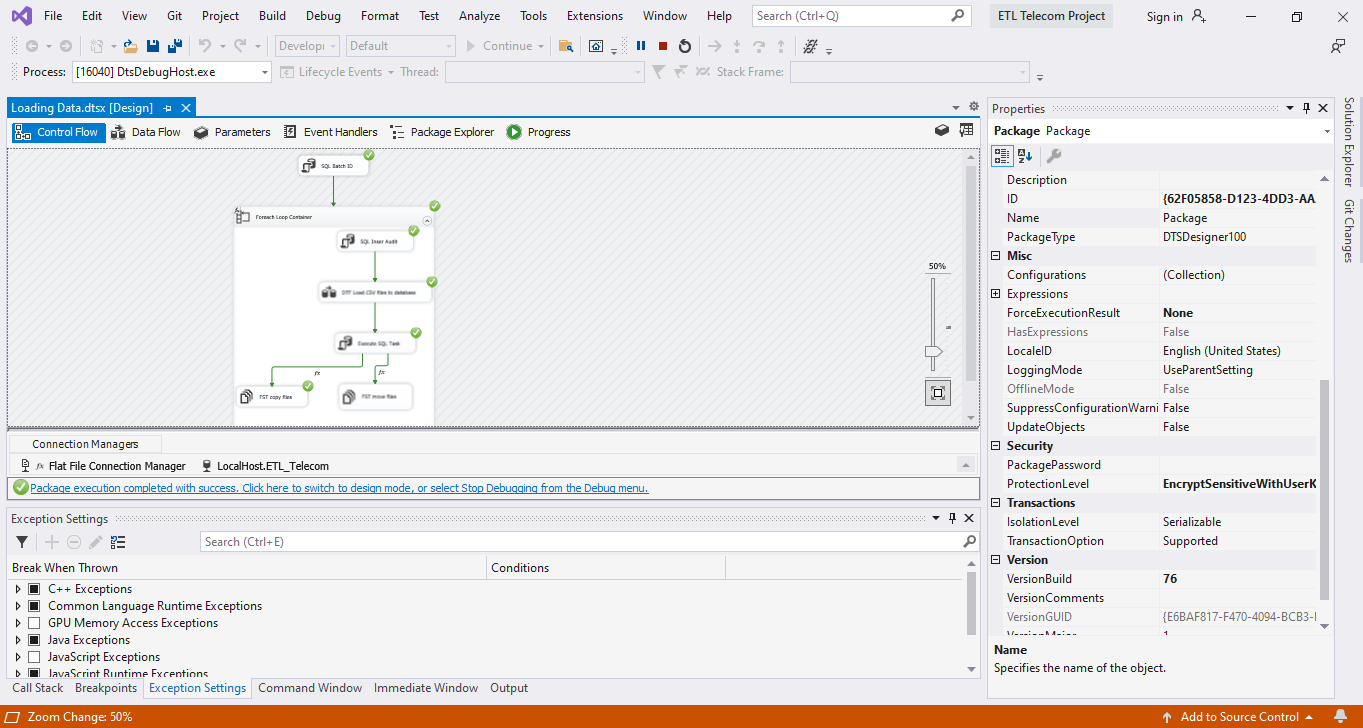 File Edit View Git Project Build Debug Format Test Analyze Tools Extensions Window Help Search (Ctrl+Q) ETL Telecom Project Sign in
Developi Default Continue
Process: [16040] DtsDebugHost.exe Lifecycle Events Thread: Stack Frame:
Loading Data.dtsx [Design]
Control Flow Data Flow Parameters Event Handlers Package Explorer Progress
SQL Batch ID
Foreach Loop Container
SQL Inser Audit
DTF Load CSV files to database
Execute SQL Task
fx fx
FST copy files FST move files
50%
Connection Managers
fx Flat File Connection Manager LocalHost.ETL_Telecom
Package execution completed with success. Click here to switch to design mode, or select Stop Debugging from the Debug menu.
Exception Settings
Search (Ctrl+E)
Break When Thrown Conditions
C++ Exceptions
Common Language Runtime Exceptions
GPU Memory Access Exceptions
Java Exceptions
JavaScript Exceptions
JavaScript Runtime Exceptions
Call Stack Breakpoints Exception Settings Command Window Immediate Window Output
Properties
Package Package
Description
ID {62F05858-D123-4DD3-AA
Name Package
PackageType DTSDesigner100
Misc
Configurations (Collection)
Expressions
ForceExecutionResult None
HasExpressions False
LocaleID English (United States)
LoggingMode UseParentSetting
OfflineMode False
SuppressConfigurationWarni False
UpdateObjects False
Security
PackagePassword
ProtectionLevel EncryptSensitiveWithUserK
Transactions
IsolationLevel Serializable
TransactionOption Supported
Version
VersionBuild 76
VersionComments
VersionGUID {E6BAF817-F470-4094-BCB3-
VersionMajor 1
Name
Specifies the name of the object.
Solution Explorer
Git Changes
Zoom Change: 50% Add to Source Control